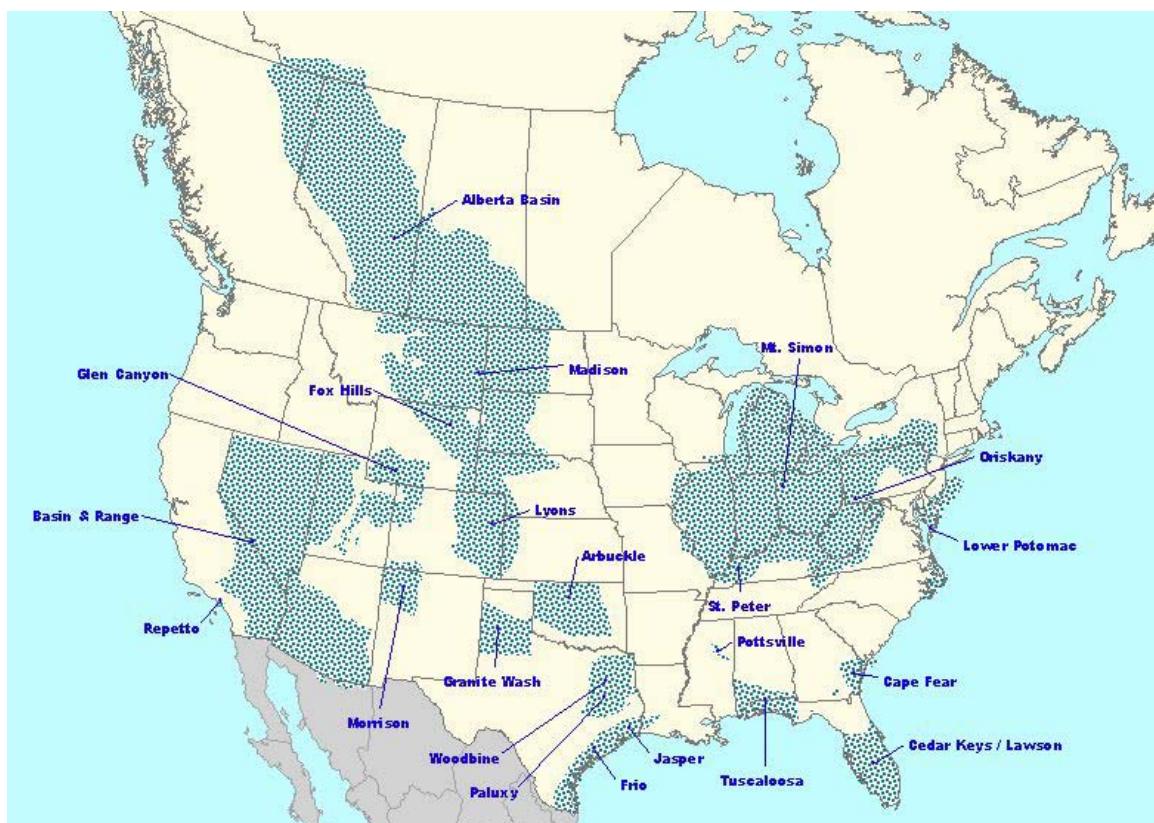 Alberta Basin
Mt. Simon
Glen Canyon
Madison
Fox Hills
Oriskany
Basin & Range
Lyons
Lower Potomac
Arbuckle
St. Peter
Repetto
Pottsville
Granite Wash
Cape Fear
Morrison
Cedar Keys / Lawson
Woodbine
Jasper
Tuscaloosa
Frio
Paluxy